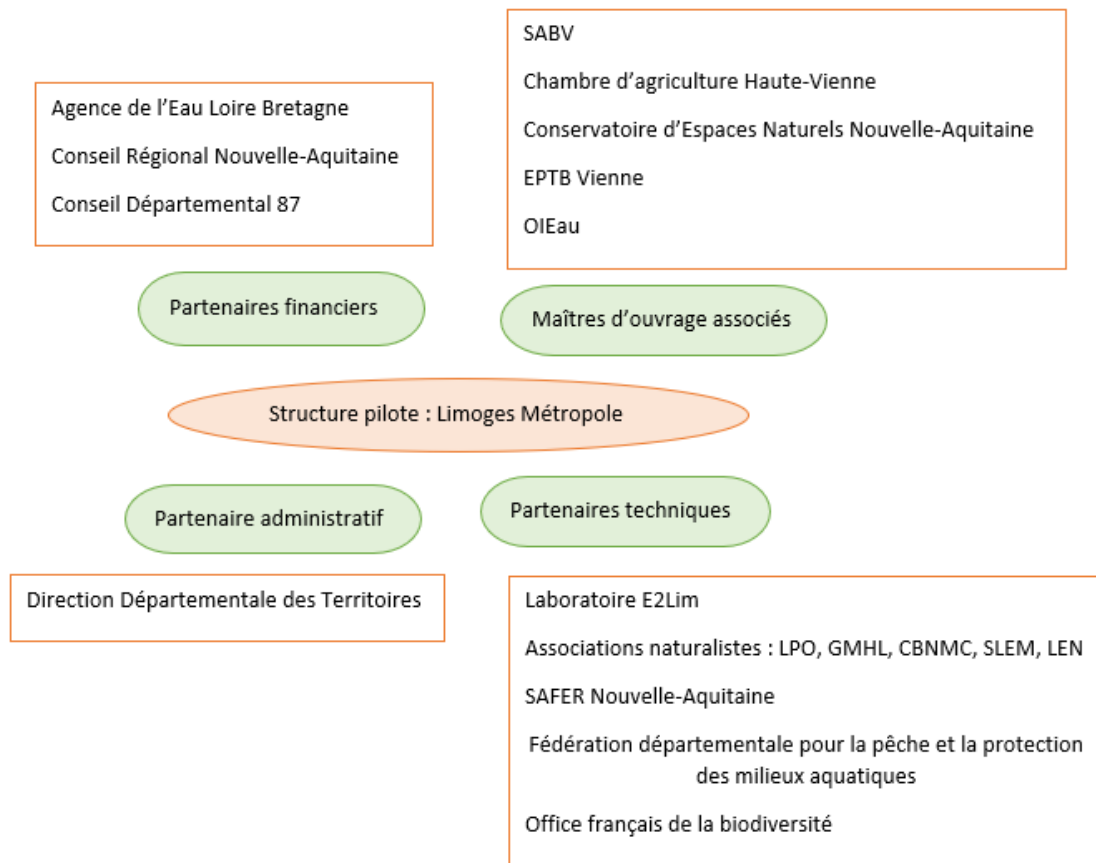 Agence de l'Eau Loire Bretagne
Conseil Régional Nouvelle-Aquitaine
Conseil Départemental 87
SABV
Chambre d'agriculture Haute-Vienne
Conservatoire d'Espaces Naturels Nouvelle-Aquitaine
EPTB Vienne
OIEau
Partenaires financiers
Maîtres d'ouvrage associés
Structure pilote : Limoges Métropole
Partenaire administratif
Partenaires techniques
Direction Départementale des Territoires
Laboratoire E2Lim
Associations naturalistes : LPO, GMHL, CBNMC, SLEM, LEN
SAFER Nouvelle-Aquitaine
Fédération départementale pour la pêche et la protection
des milieux aquatiques
Office français de la biodiversité